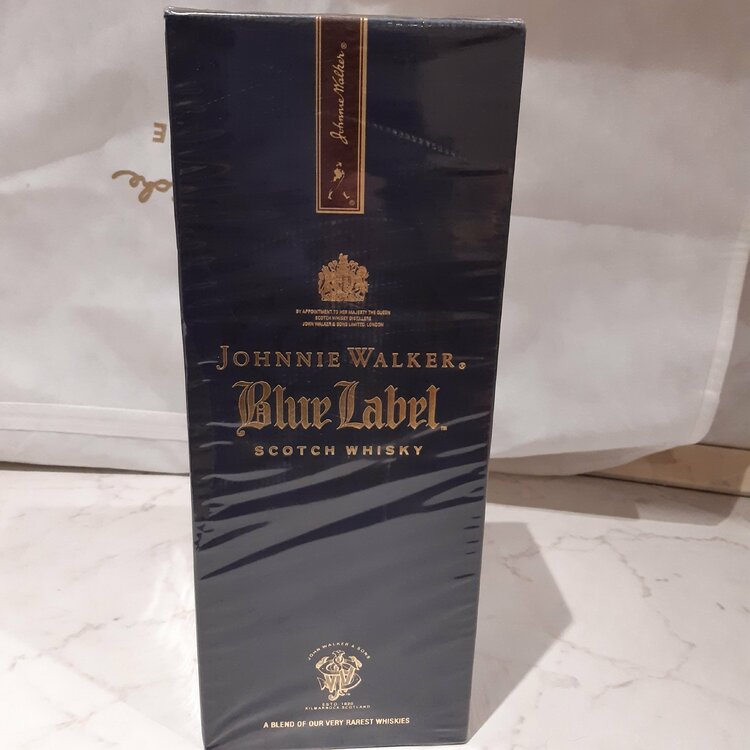 Johnnie Walker®
BY APPOINTMENT TO HER MAJESTY THE QUEEN
SCOTCH WHISKY DISTILLERS
JOHN WALKER & SONS LIMITED, LONDON
JOHNNIE WALKER®
Blue Label™
SCOTCH WHISKY
JOHN WALKER & SONS
ESTD 1820
KILMARNOCK SCOTLAND
A BLEND OF OUR VERY RAREST WHISKIES